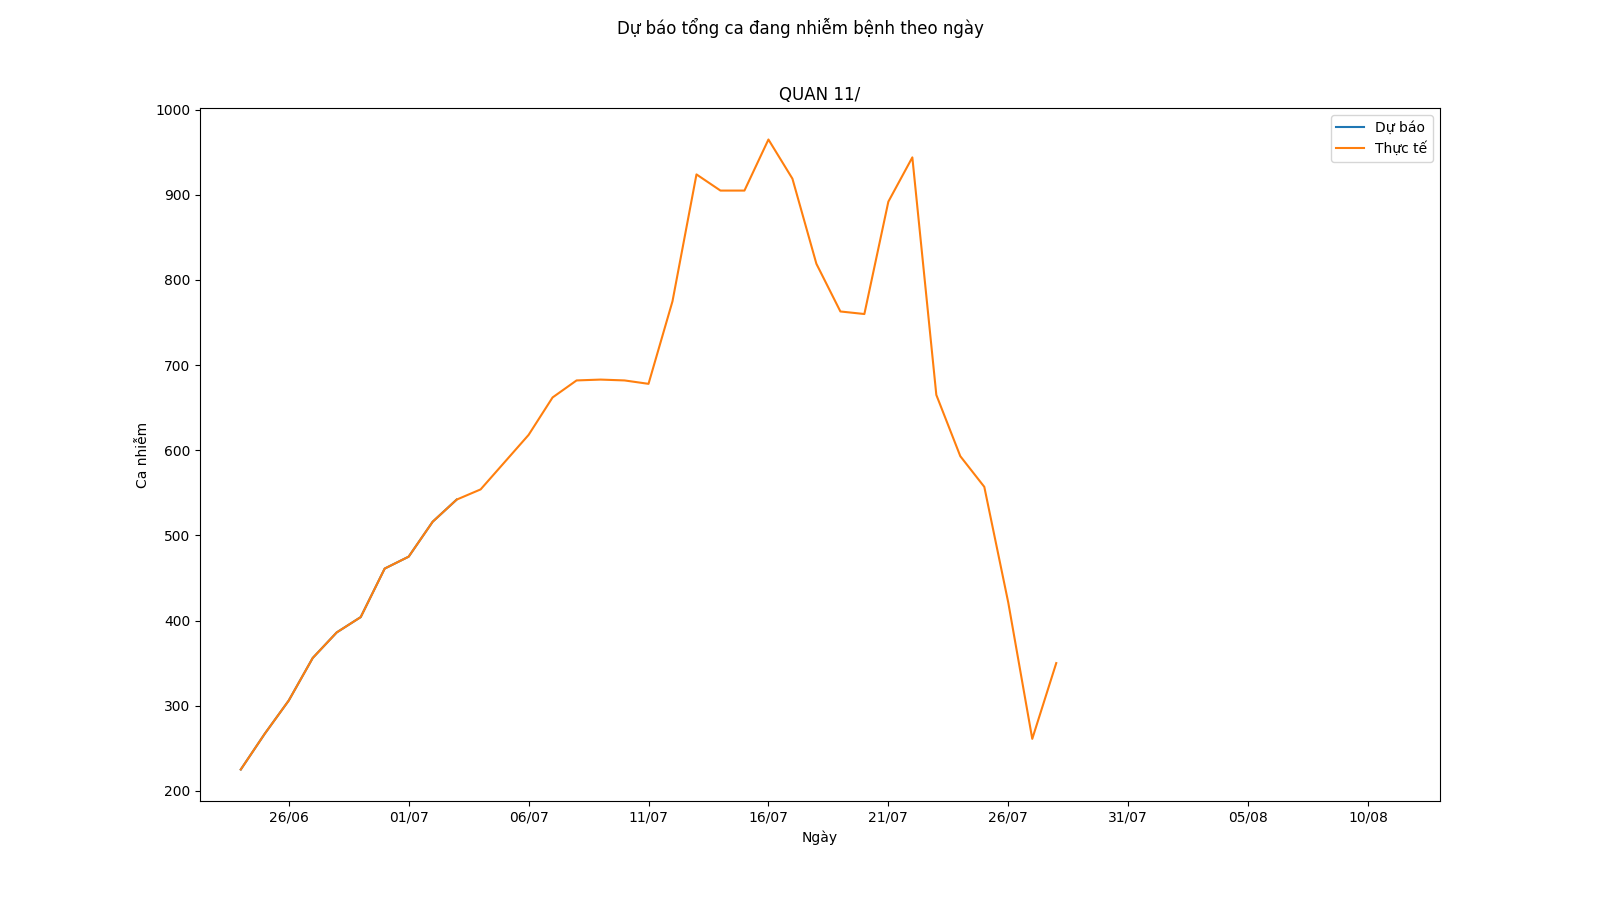 Dự báo tổng ca đang nhiễm bệnh theo ngày
QUAN 11/
1000
900
800
700
600
500
400
300
200
Ca nhiễm
Dự báo
Thực tế
26/06 01/07 06/07 11/07 16/07 21/07 26/07 31/07 05/08 10/08
Ngày